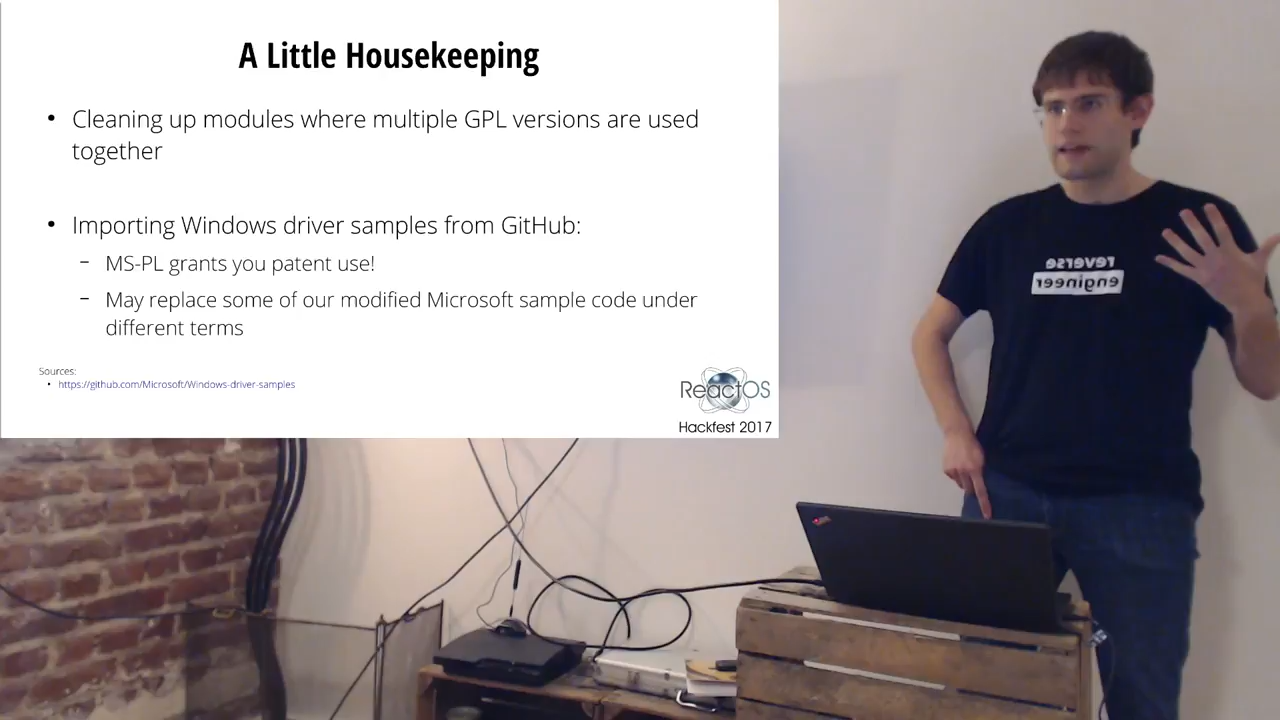 A Little Housekeeping
• Cleaning up modules where multiple GPL versions are used
together
• Importing Windows driver samples from GitHub:
– MS-PL grants you patent use!
– May replace some of our modified Microsoft sample code under
different terms
Sources:
• https://github.com/Microsoft/Windows-driver-samples
ReactOS
Hackfest 2017
reverse
engineer